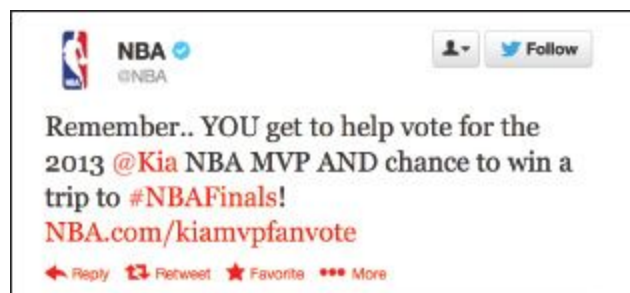 NBA
@NBA
Follow
Remember.. YOU get to help vote for the
2013 @Kia NBA MVP AND chance to win a
trip to #NBAFinals!
NBA.com/kiamvpfanvote
Reply Retweet Favorite More